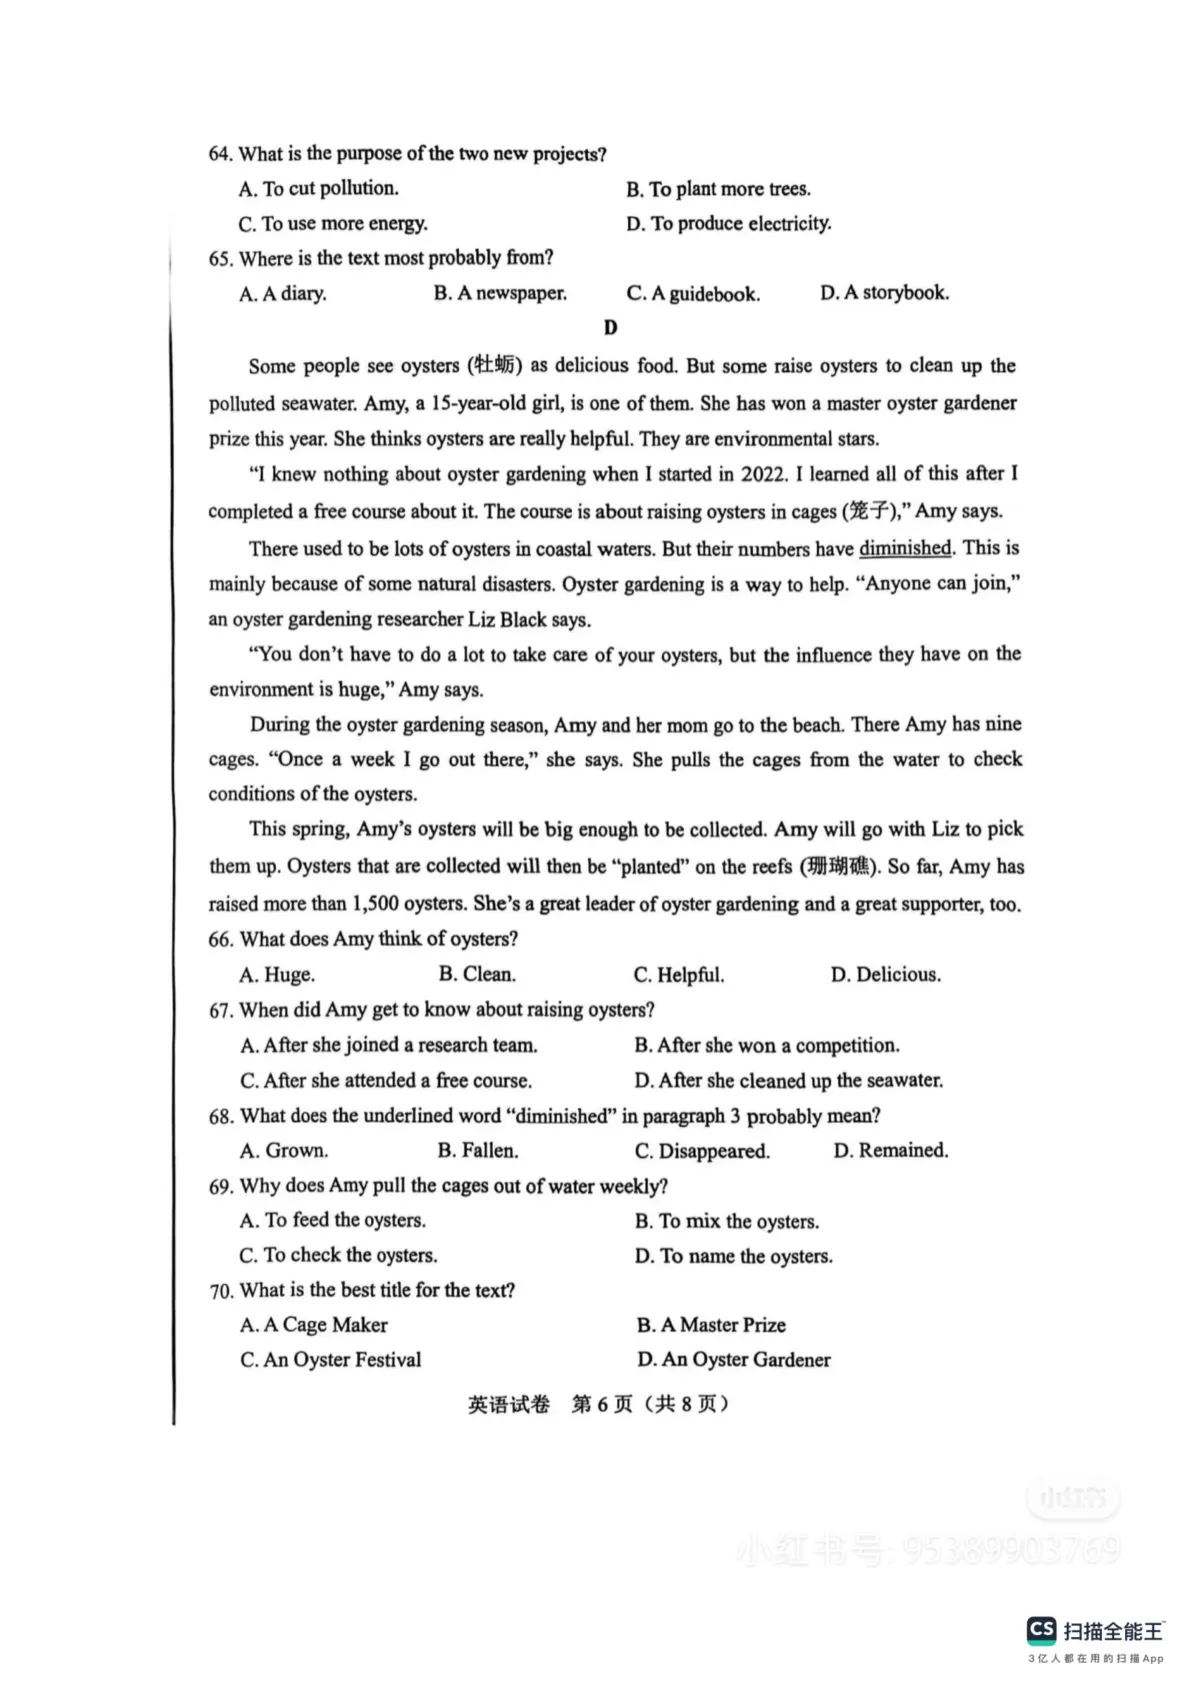 64. What is the purpose of the two new projects?
A. To cut pollution. B. To plant more trees.
C. To use more energy. D. To produce electricity.
65. Where is the text most probably from?
A. A diary. B. A newspaper. C. A guidebook. D. A storybook.
D
Some people see oysters (牡蛎) as delicious food. But some raise oysters to clean up the
polluted seawater. Amy, a 15-year-old girl, is one of them. She has won a master oyster gardener
prize this year. She thinks oysters are really helpful. They are environmental stars.
“I knew nothing about oyster gardening when I started in 2022. I learned all of this after I
completed a free course about it. The course is about raising oysters in cages (笼子),” Amy says.
There used to be lots of oysters in coastal waters. But their numbers have diminished. This is
mainly because of some natural disasters. Oyster gardening is a way to help. “Anyone can join,”
an oyster gardening researcher Liz Black says.
“You don’t have to do a lot to take care of your oysters, but the influence they have on the
environment is huge,” Amy says.
During the oyster gardening season, Amy and her mom go to the beach. There Amy has nine
cages. “Once a week I go out there,” she says. She pulls the cages from the water to check
conditions of the oysters.
This spring, Amy’s oysters will be big enough to be collected. Amy will go with Liz to pick
them up. Oysters that are collected will then be “planted” on the reefs (珊瑚礁). So far, Amy has
raised more than 1,500 oysters. She’s a great leader of oyster gardening and a great supporter, too.
66. What does Amy think of oysters?
A. Huge. B. Clean. C. Helpful. D. Delicious.
67. When did Amy get to know about raising oysters?
A. After she joined a research team. B. After she won a competition.
C. After she attended a free course. D. After she cleaned up the seawater.
68. What does the underlined word “diminished” in paragraph 3 probably mean?
A. Grown. B. Fallen. C. Disappeared. D. Remained.
69. Why does Amy pull the cages out of water weekly?
A. To feed the oysters. B. To mix the oysters.
C. To check the oysters. D. To name the oysters.
70. What is the best title for the text?
A. A Cage Maker B. A Master Prize
C. An Oyster Festival D. An Oyster Gardener
英语试卷 第 6 页（共 8 页）
小红书
小红书号: 95389903769
CS 扫描全能王™
3亿人都在用的扫描App